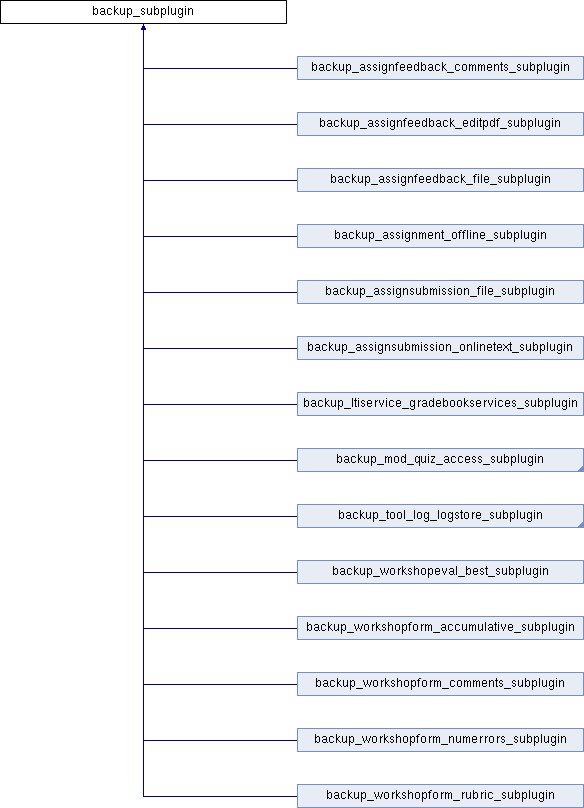 backup_subplugin
backup_assignfeedback_comments_subplugin
backup_assignfeedback_editpdf_subplugin
backup_assignfeedback_file_subplugin
backup_assignment_offline_subplugin
backup_assignsubmission_file_subplugin
backup_assignsubmission_onlinetext_subplugin
backup_ltiservice_gradebookservices_subplugin
backup_mod_quiz_access_subplugin
backup_tool_log_logstore_subplugin
backup_workshopeval_best_subplugin
backup_workshopform_accumulative_subplugin
backup_workshopform_comments_subplugin
backup_workshopform_numerrors_subplugin
backup_workshopform_rubric_subplugin